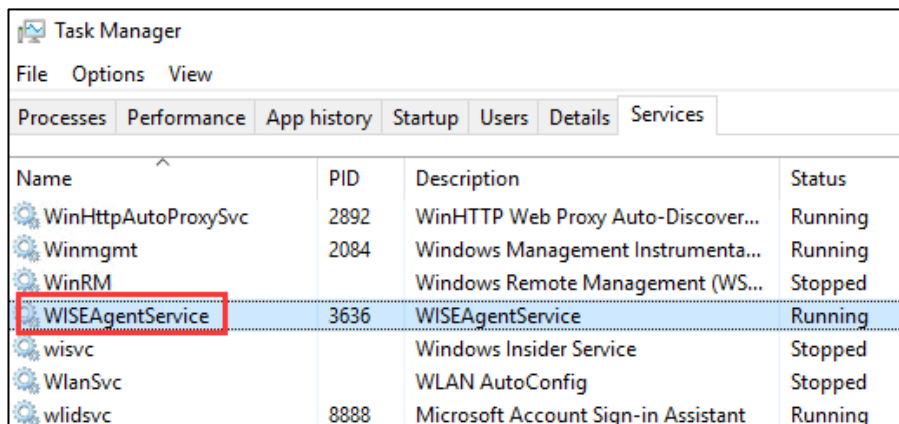 Task Manager
File Options View
Processes Performance App history Startup Users Details Services
Name PID Description Status
WinHttpAutoProxySvc 2892 WinHTTP Web Proxy Auto-Discover... Running
Winmgmt 2084 Windows Management Instrumenta... Running
WinRM Windows Remote Management (WS... Stopped
WISEAgentService 3636 WISEAgentService Running
wisvc Windows Insider Service Stopped
WlanSvc WLAN AutoConfig Stopped
wlidsvc 8888 Microsoft Account Sign-in Assistant Running